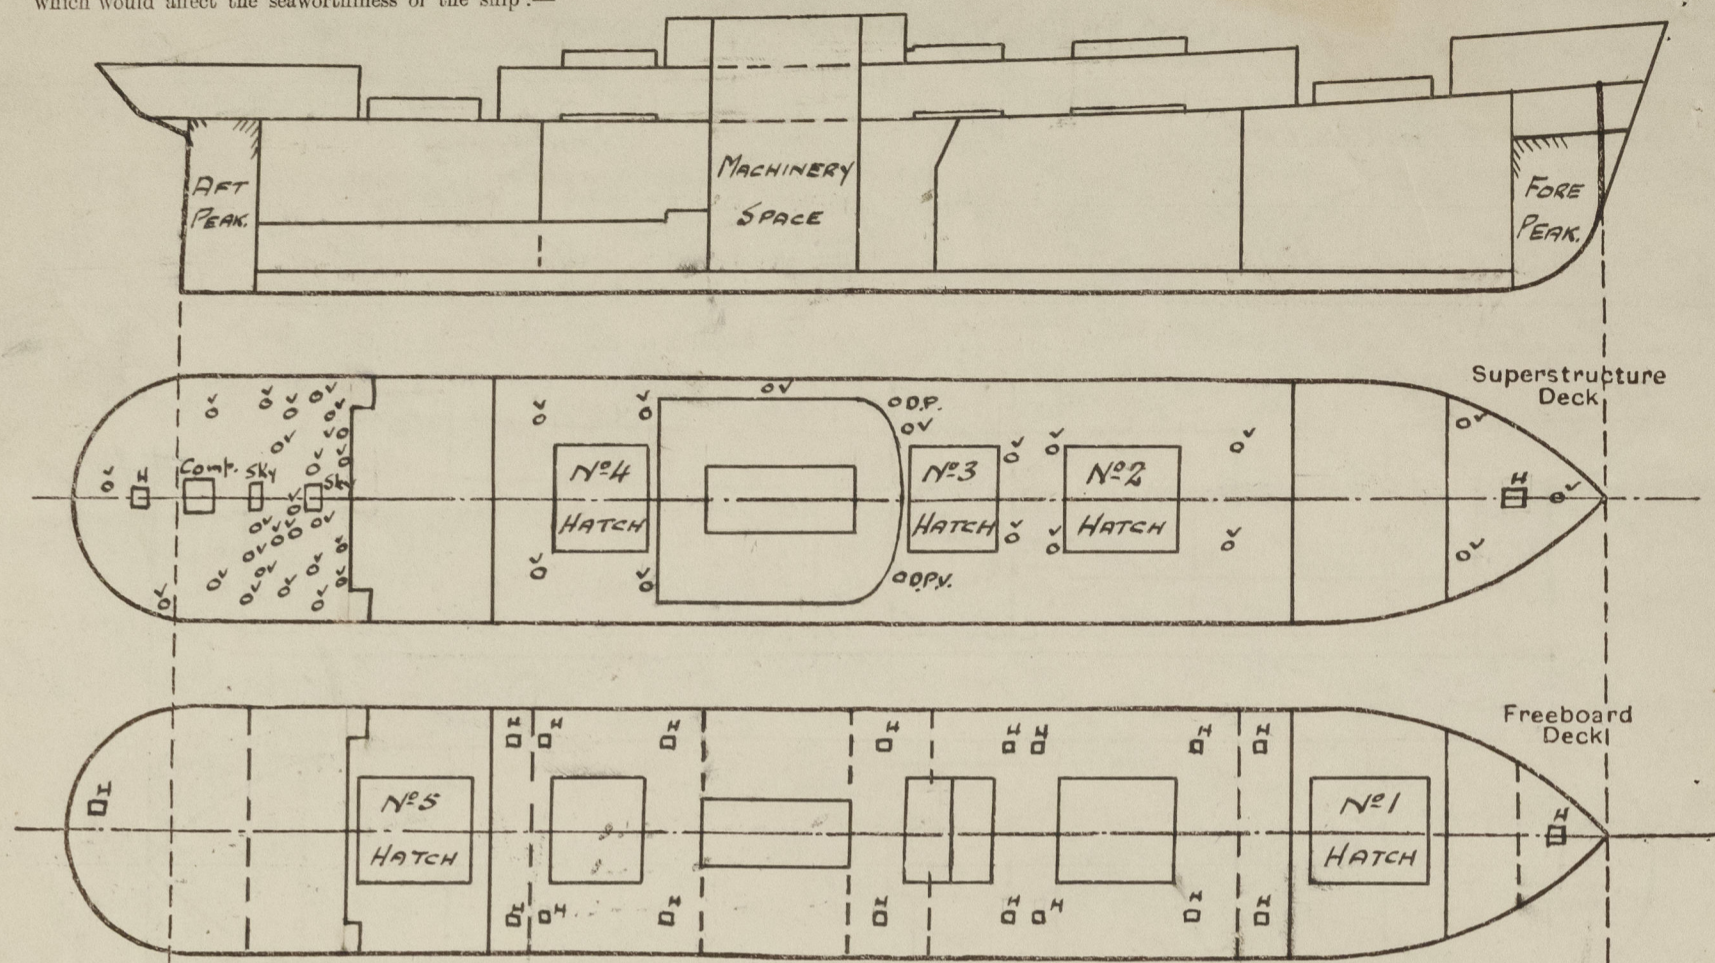 which would affect the seaworthiness of the ship:—
AFT
PEAK.
MACHINERY
SPACE
FORE
PEAK.
Superstructure
Deck
Comp.
Sky
Sky
Nº4
HATCH
D.P.
D.P.V.
Nº3
HATCH
Nº2
HATCH
H
H
Freeboard
Deck
Nº5
HATCH
Nº1
HATCH
H